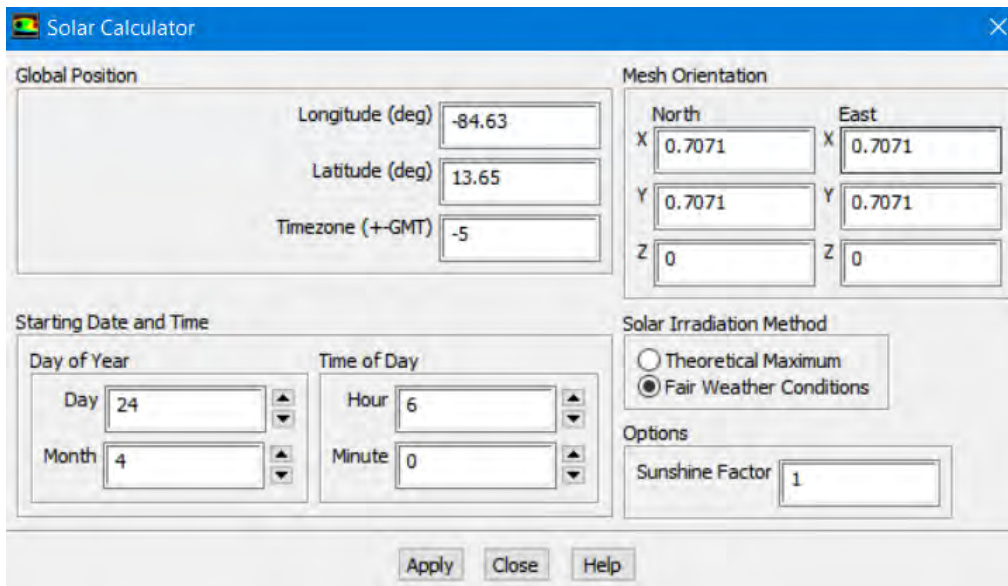 Solar Calculator
Global Position
Longitude (deg) -84.63
Latitude (deg) 13.65
Timezone (+-GMT) -5
Mesh Orientation
North East
X 0.7071 X 0.7071
Y 0.7071 Y 0.7071
Z 0 Z 0
Starting Date and Time
Day of Year Time of Day
Day 24 Hour 6
Month 4 Minute 0
Solar Irradiation Method
Theoretical Maximum
Fair Weather Conditions
Options
Sunshine Factor 1
Apply Close Help